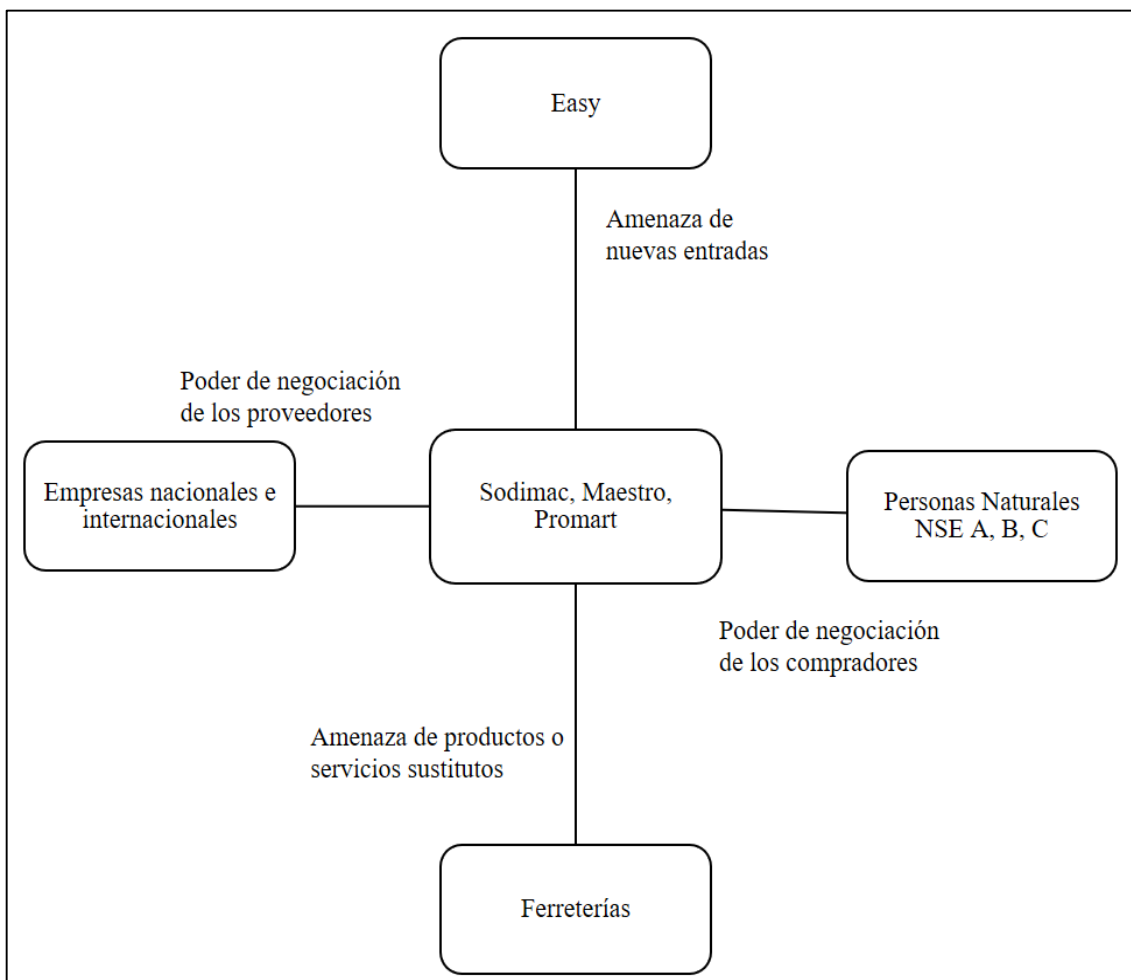 Easy
Amenaza de
nuevas entradas
Poder de negociación
de los proveedores
Empresas nacionales e
internacionales
Sodimac, Maestro,
Promart
Personas Naturales
NSE A, B, C
Poder de negociación
de los compradores
Amenaza de productos o
servicios sustitutos
Ferreterías